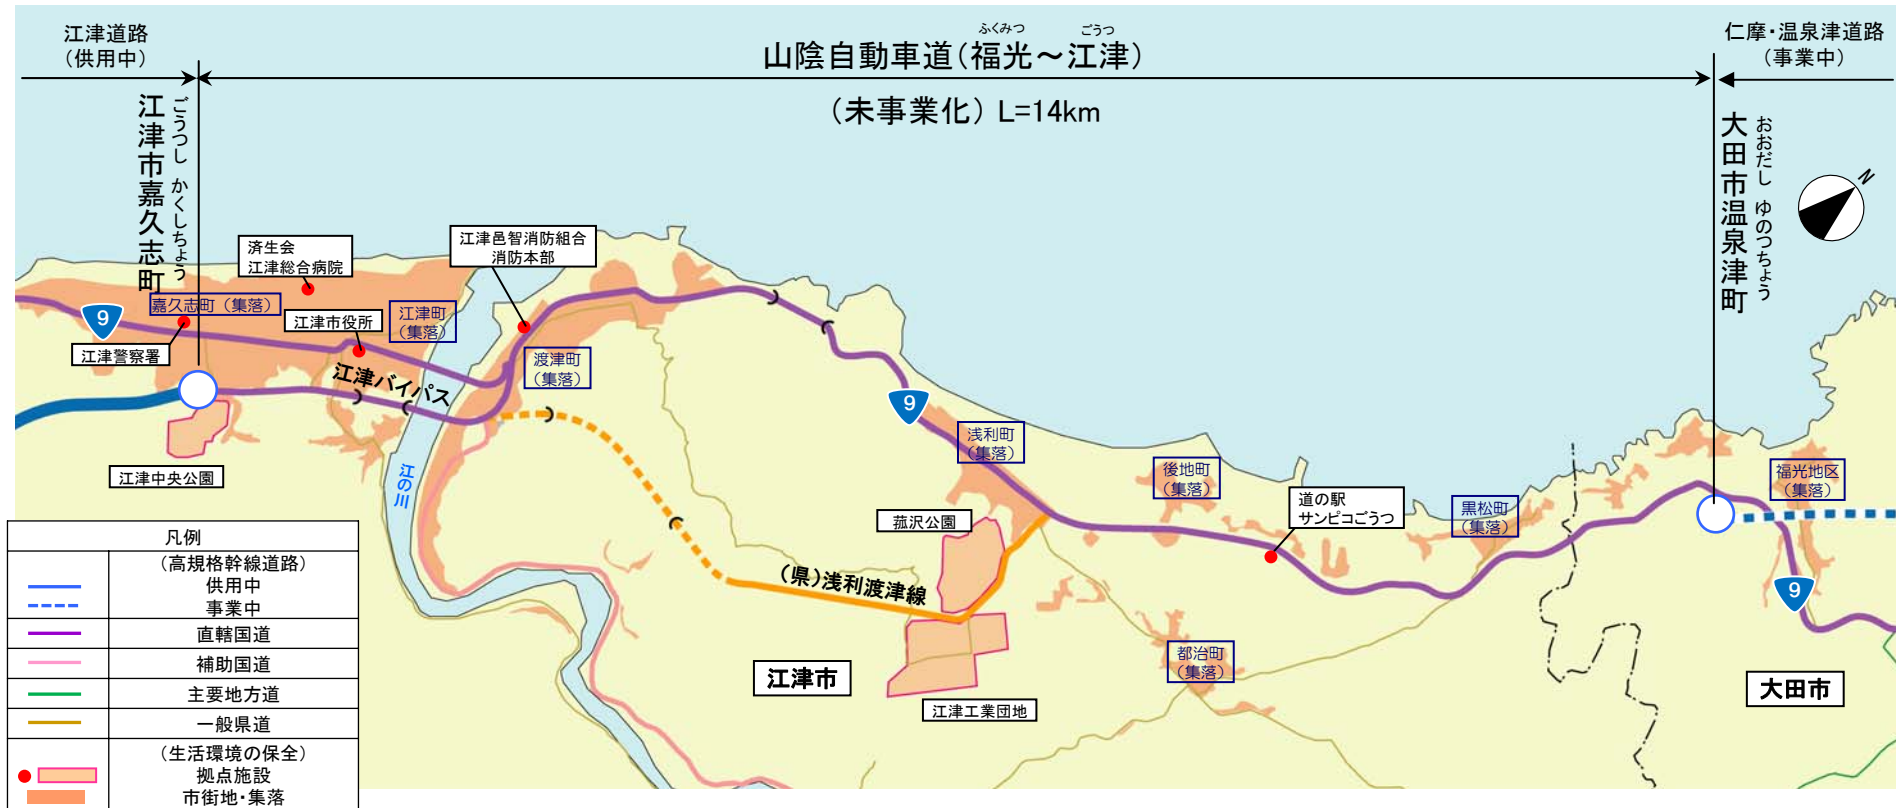 江津道路
（供用中）
ふくみつ ごうつ
山陰自動車道（福光～江津）
（未事業化） L=14km
仁摩・温泉津道路
（事業中）
江津市嘉久志町
ごうつし かくしちょう
大田市温泉津町
おおだし ゆのつちょう
N
済生会
江津総合病院
江津邑智消防組合
消防本部
嘉久志町（集落）
9
江津警察署
江津市役所
江津町
（集落）
江津バイパス
渡津町
（集落）
江津中央公園
江の川
9
浅利町
（集落）
菰沢公園
後地町
（集落）
道の駅
サンピコごうつ
黒松町
（集落）
福光地区
（集落）
9
（県）浅利渡津線
都治町
（集落）
江津市
江津工業団地
大田市
凡例
（高規格幹線道路）
供用中
事業中
直轄国道
補助国道
主要地方道
一般県道
（生活環境の保全）
拠点施設
市街地・集落